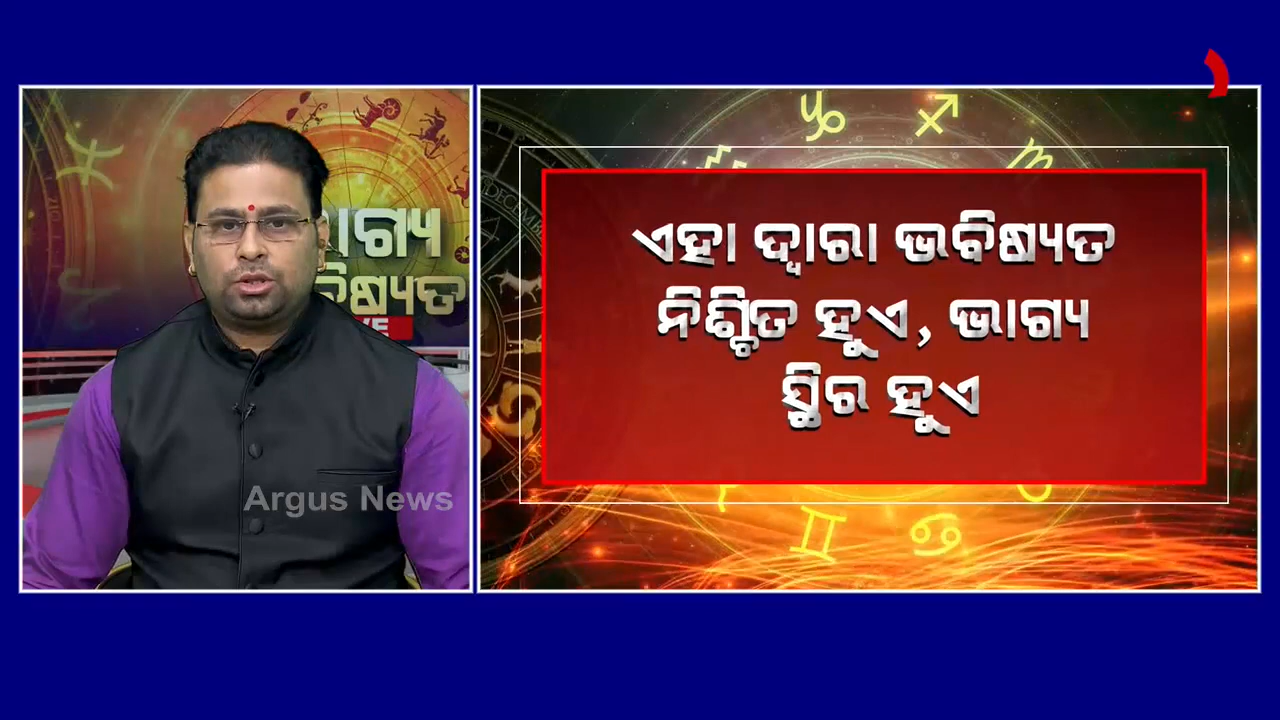 ଏହା ଦ୍ୱାରା ଭବିଷ୍ୟତ
ନିଶ୍ଚିତ ହୁଏ, ଭାଗ୍ୟ
ସ୍ଥିର ହୁଏ
Argus News